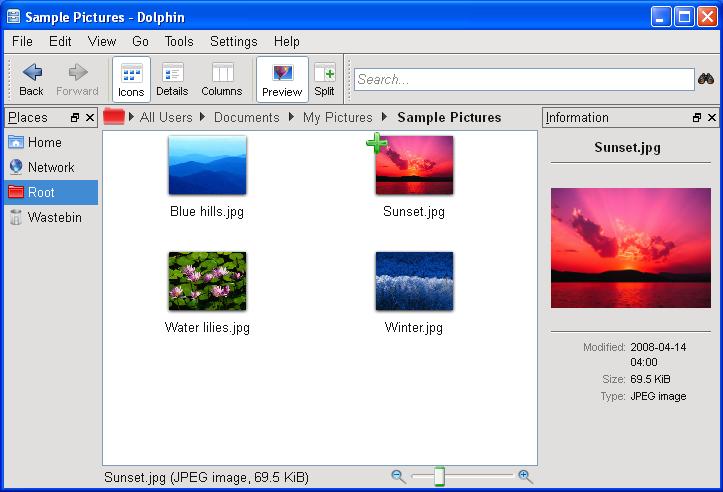 Sample Pictures - Dolphin
File Edit View Go Tools Settings Help
Back Forward Icons Details Columns Preview Split Search...
Places
Home
Network
Root
Wastebin
All Users Documents My Pictures Sample Pictures
Blue hills.jpg Sunset.jpg
Water lilies.jpg Winter.jpg
Sunset.jpg (JPEG image, 69.5 KiB)
Information
Sunset.jpg
Modified: 2008-04-14
04:00
Size: 69.5 KiB
Type: JPEG image